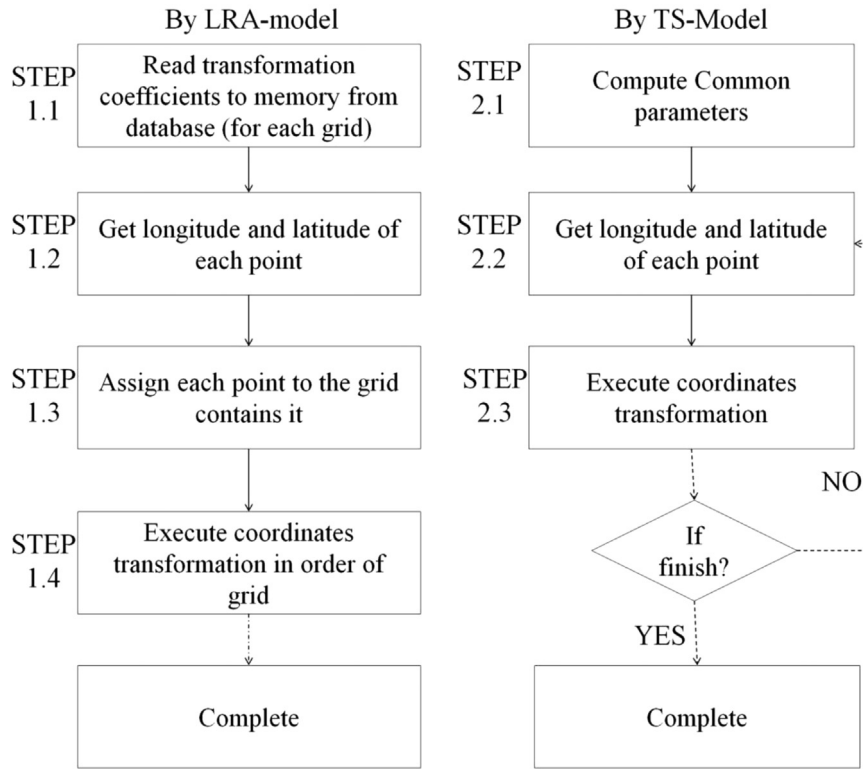 By LRA-model
STEP
1.1
Read transformation
coefficients to memory from
database (for each grid)
STEP
1.2
Get longitude and latitude of
each point
STEP
1.3
Assign each point to the grid
contains it
STEP
1.4
Execute coordinates
transformation in order of
grid
Complete
By TS-Model
STEP
2.1
Compute Common
parameters
STEP
2.2
Get longitude and latitude
of each point
STEP
2.3
Execute coordinates
transformation
NO
If
finish?
YES
Complete